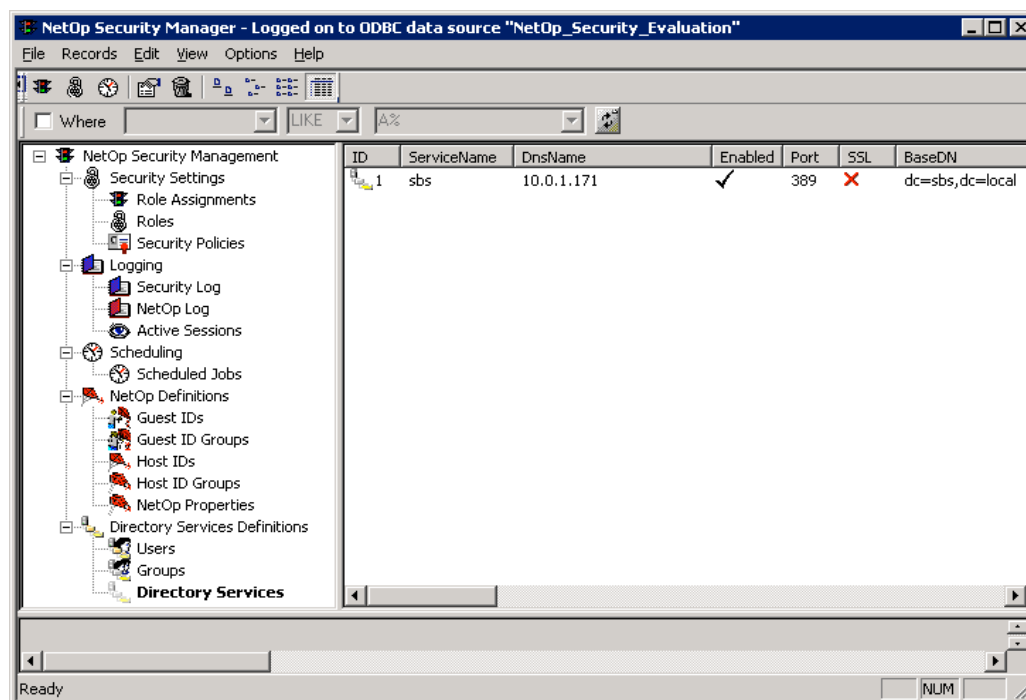 NetOp Security Manager - Logged on to ODBC data source "NetOp_Security_Evaluation"
File Records Edit View Options Help
Where LIKE A%
NetOp Security Management
Security Settings
Role Assignments
Roles
Security Policies
Logging
Security Log
NetOp Log
Active Sessions
Scheduling
Scheduled Jobs
NetOp Definitions
Guest IDs
Guest ID Groups
Host IDs
Host ID Groups
NetOp Properties
Directory Services Definitions
Users
Groups
Directory Services
ID ServiceName DnsName Enabled Port SSL BaseDN
1 sbs 10.0.1.171 389 dc=sbs,dc=local
Ready NUM